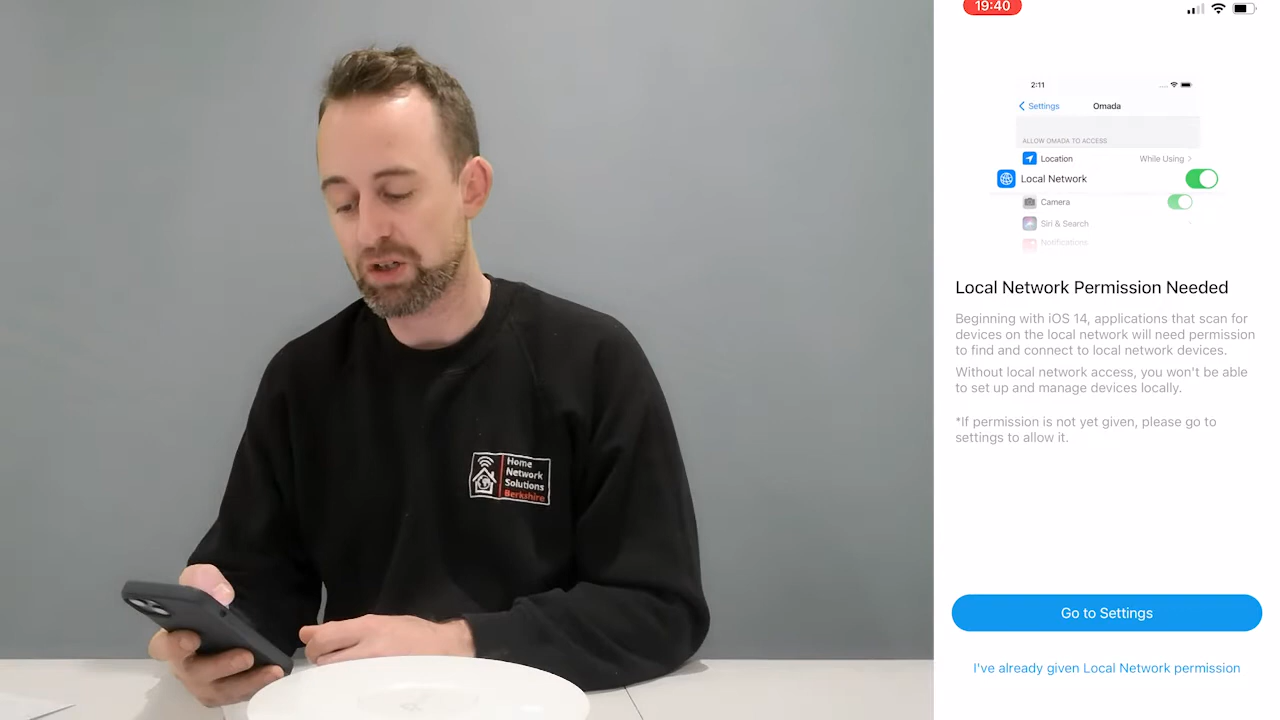 Home
Network
Solutions
Berkshire
19:40
2:11
Settings
Omada
ALLOW OMADA TO ACCESS
Location
While Using
Local Network
Camera
Siri & Search
Notifications
Local Network Permission Needed
Beginning with iOS 14, applications that scan for
devices on the local network will need permission
to find and connect to local network devices.
Without local network access, you won't be able
to set up and manage devices locally.
*If permission is not yet given, please go to
settings to allow it.
Go to Settings
I've already given Local Network permission